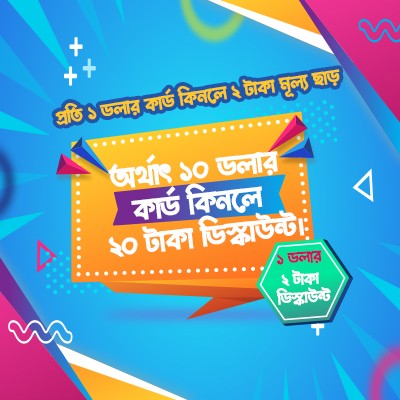 প্রতি ১ ডলার কার্ড কিনলে ২ টাকা মূল্য ছাড়
অর্থাৎ ১০ ডলার
কার্ড কিনলে
২০ টাকা ডিস্কাউন্ট।
১ ডলার
২ টাকা
ডিস্কাউন্ট